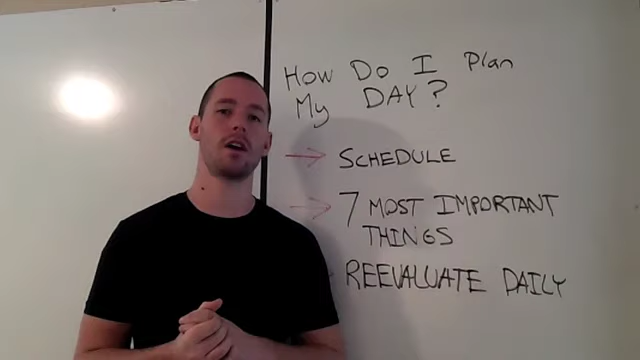 How Do I Plan
My DAY?
→ SCHEDULE
→ 7 MOST IMPORTANT
THINGS
REEVALUATE DAILY